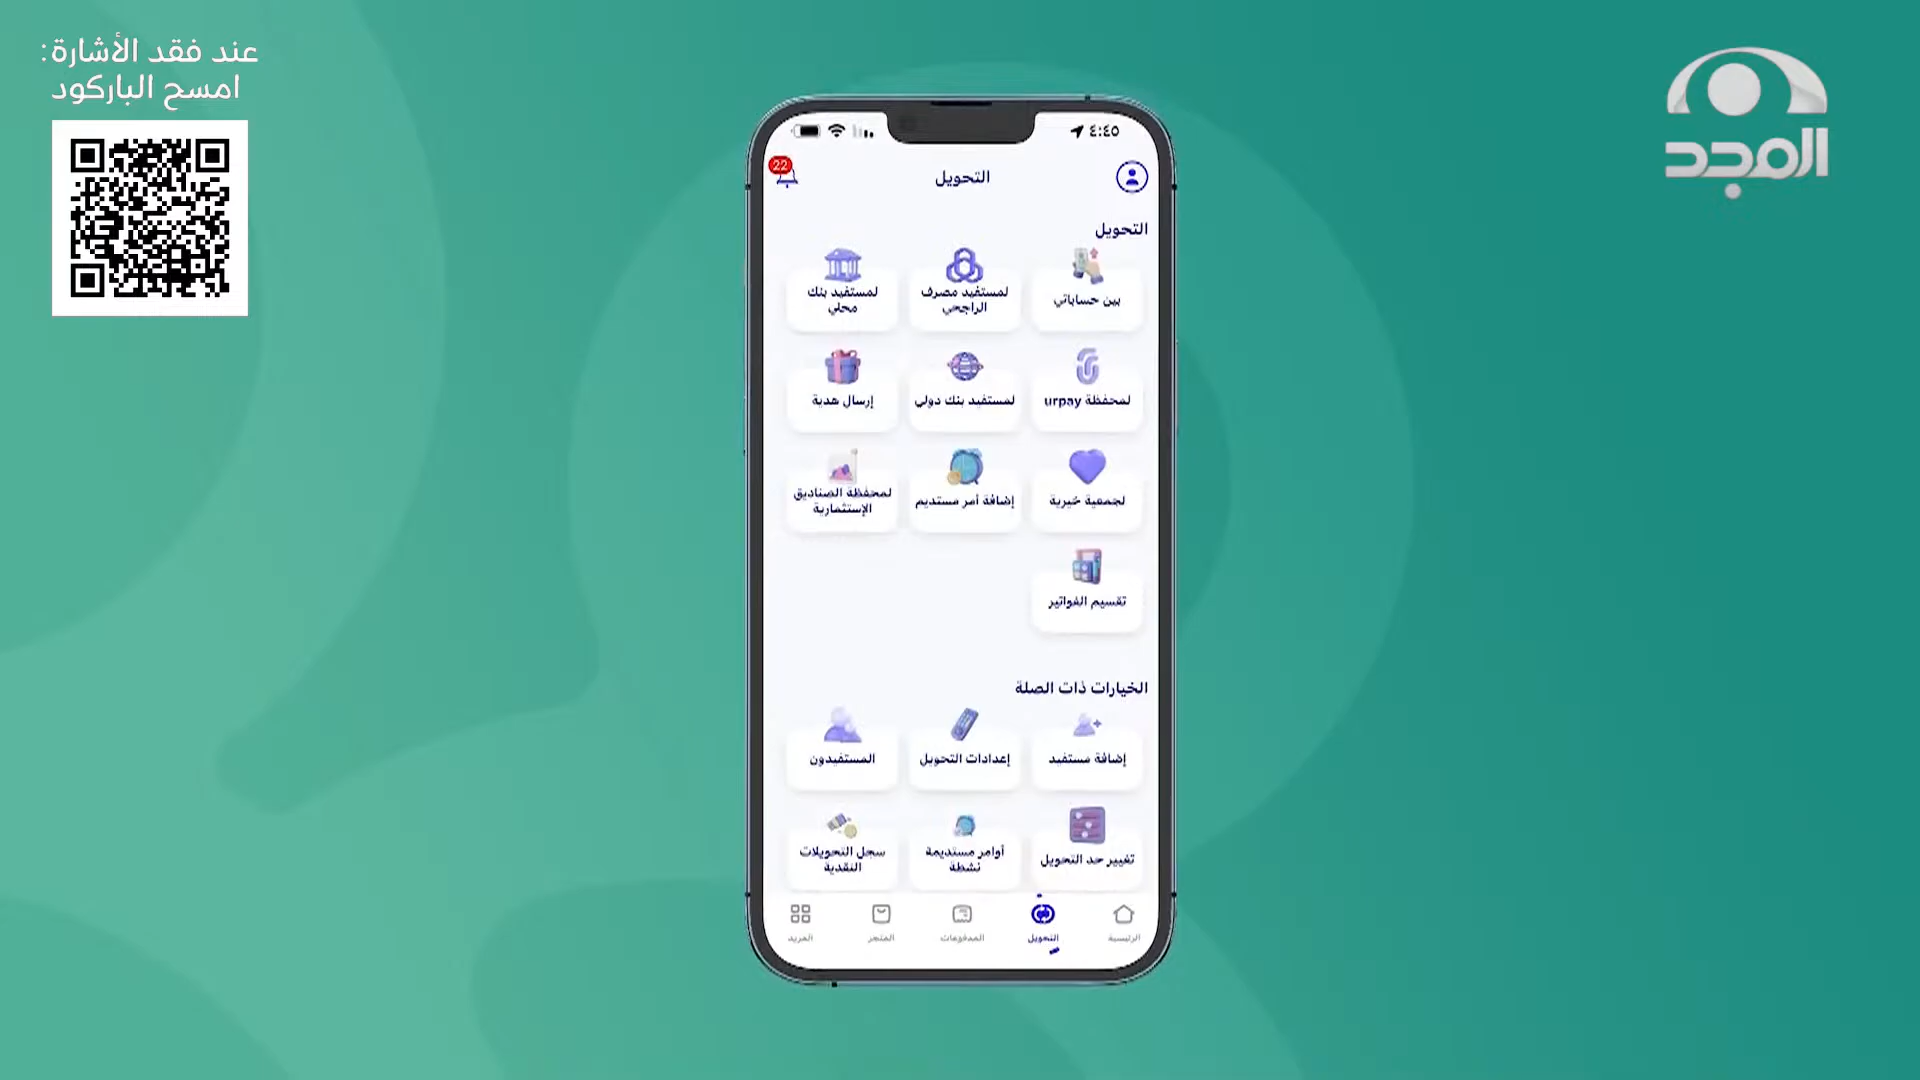 عند فقد الأشارة:
امسح الباركود
المجد
٤:٤٥
22
التحويل
التحويل
بين حساباتي
لمستفيد مصرف
الراجحي
لمستفيد بنك
محلي
لمحفظة urpay
لمستفيد بنك دولي
إرسال هدية
لجمعية خيرية
إضافة أمر مستديم
لمحفظة الصناديق
الإستثمارية
تقسيم الفواتير
الخيارات ذات الصلة
إضافة مستفيد
إعدادات التحويل
المستفيدون
تغيير حد التحويل
أوامر مستديمة
نشطة
سجل التحويلات
النقدية
الرئيسية
التحويل
المدفوعات
المتجر
المزيد